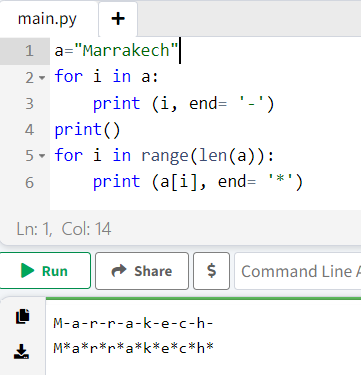 main.py +
1 a="Marrakech"
2 for i in a:
3     print (i, end= '-')
4 print()
5 for i in range(len(a)):
6     print (a[i], end= '*')
Ln: 1, Col: 14
Run Share $ Command Line
M-a-r-r-a-k-e-c-h-
M*a*r*r*a*k*e*c*h*